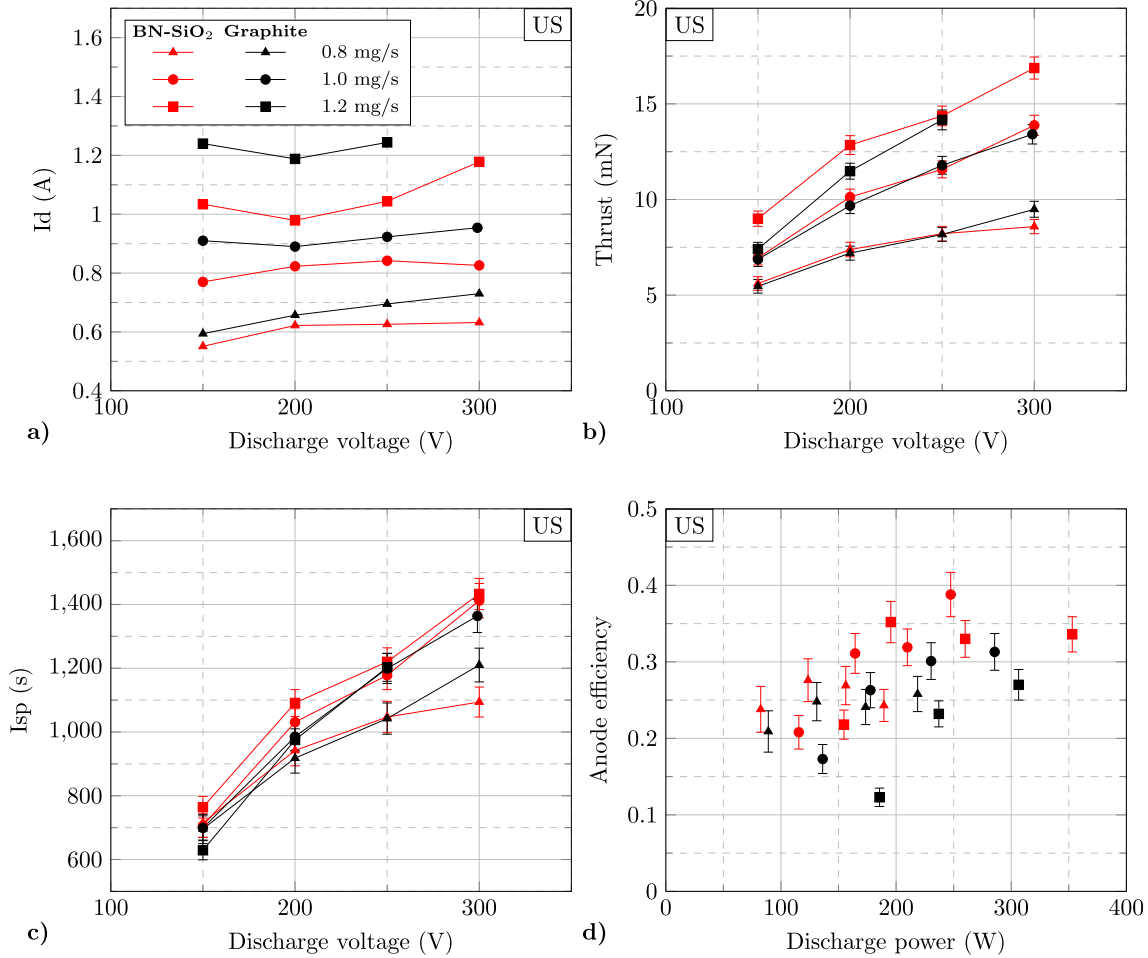 1.6
1.4
1.2
1
0.8
0.6
0.4
100
200
300
Id (A)
Discharge voltage (V)
US
BN-SiO₂ Graphite
0.8 mg/s
1.0 mg/s
1.2 mg/s
a)
20
15
10
5
0
100
200
300
Thrust (mN)
Discharge voltage (V)
US
b)
1,600
1,400
1,200
1,000
800
600
100
200
300
Isp (s)
Discharge voltage (V)
US
c)
0.5
0.4
0.3
0.2
0.1
0
0
100
200
300
400
Anode efficiency
Discharge power (W)
US
d)